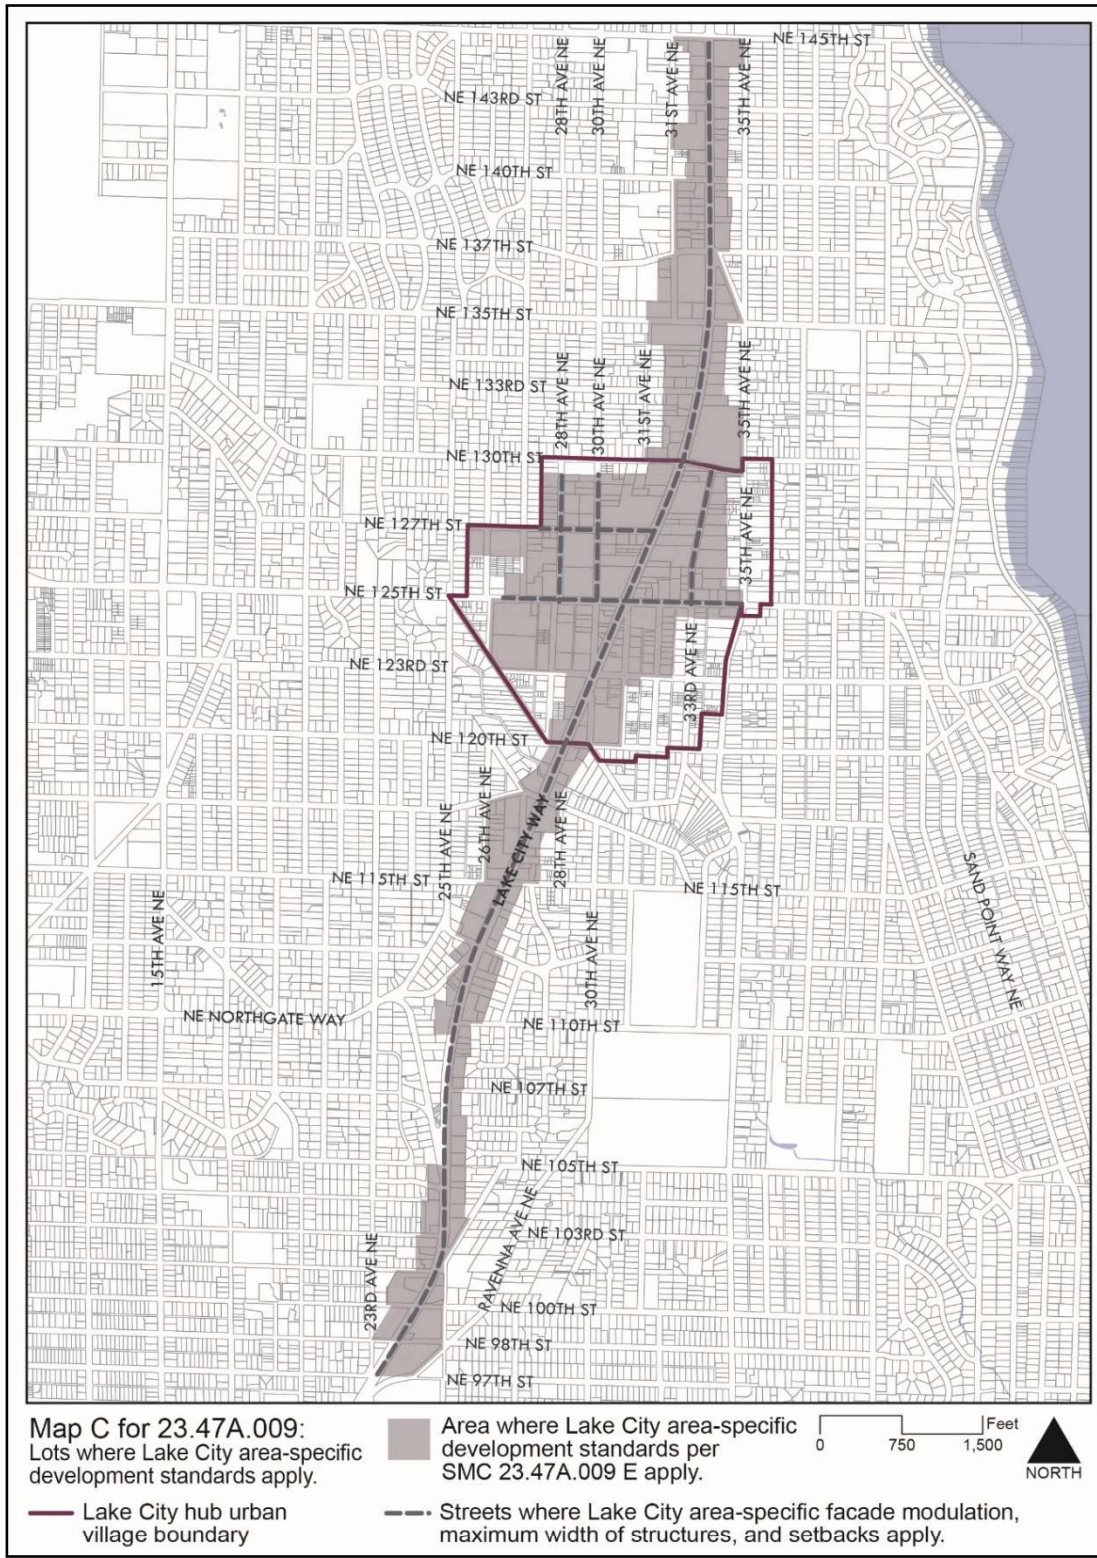 NE 145TH ST
28TH AVE NE
30TH AVE NE
31ST AVE NE
35TH AVE NE
NE 143RD ST
NE 140TH ST
NE 137TH ST
NE 135TH ST
28TH AVE NE
30TH AVE NE
31ST AVE NE
35TH AVE NE
NE 133RD ST
NE 130TH ST
NE 127TH ST
35TH AVE NE
NE 125TH ST
NE 123RD ST
33RD AVE NE
NE 120TH ST
25TH AVE NE
26TH AVE NE
LAKE CITY WAY
28TH AVE NE
NE 115TH ST
NE 115TH ST
SAND POINT WAY NE
15TH AVE NE
30TH AVE NE
NE NORTHGATE WAY
NE 110TH ST
NE 107TH ST
NE 105TH ST
RAVENNA AVE NE
NE 103RD ST
23RD AVE NE
NE 100TH ST
NE 98TH ST
NE 97TH ST
Map C for 23.47A.009:
Lots where Lake City area-specific
development standards apply.
Area where Lake City area-specific
development standards per
SMC 23.47A.009 E apply.
Feet
0 750 1,500
NORTH
Lake City hub urban
village boundary
Streets where Lake City area-specific facade modulation,
maximum width of structures, and setbacks apply.